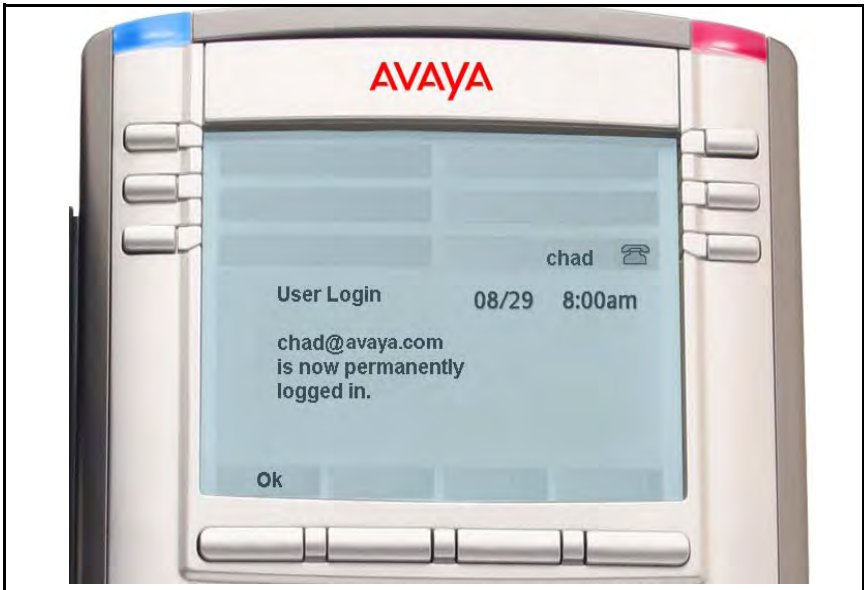 AVAYA
chad
User Login 08/29 8:00am
chad@avaya.com
is now permanently
logged in.
Ok